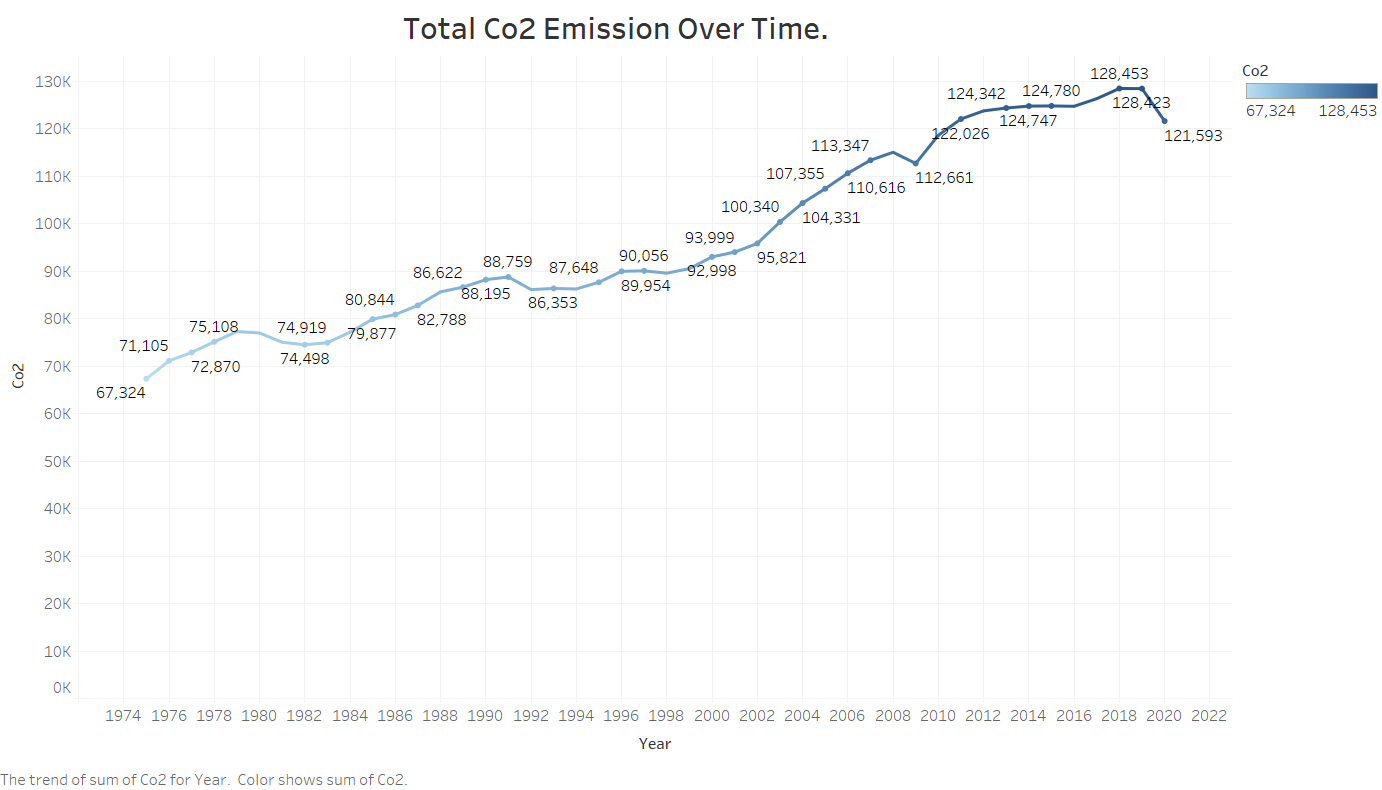 Total Co2 Emission Over Time.
Co2
67,324 128,453
130K
120K
110K
100K
90K
80K
70K
60K
50K
40K
30K
20K
10K
0K
Co2
67,324
71,105
72,870
75,108
74,919
74,498
80,844
79,877
86,622
82,788
88,759
88,195
87,648
86,353
90,056
89,954
93,999
92,998
100,340
95,821
107,355
104,331
113,347
110,616
112,661
124,342
122,026
124,780
124,747
128,453
128,423
121,593
1974 1976 1978 1980 1982 1984 1986 1988 1990 1992 1994 1996 1998 2000 2002 2004 2006 2008 2010 2012 2014 2016 2018 2020 2022
Year
The trend of sum of Co2 for Year. Color shows sum of Co2.